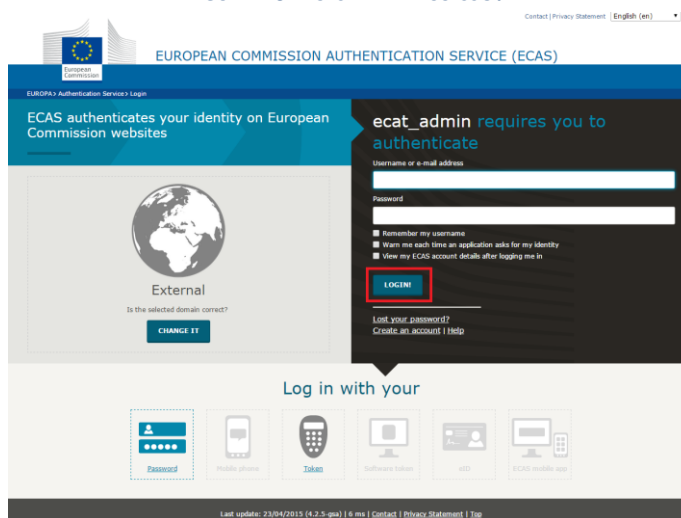 Contact | Privacy Statement English (en)
European
Commission
EUROPEAN COMMISSION AUTHENTICATION SERVICE (ECAS)
EUROPA> Authentication Service> Login
ECAS authenticates your identity on European
Commission websites
External
Is the selected domain correct?
CHANGE IT
ecat_admin requires you to
authenticate
Username or e-mail address
Password
Remember my username
Warn me each time an application asks for my identity
View my ECAS account details after logging me in
LOGIN!
Lost your password?
Create an account | Help
Log in with your
Password
Mobile phone
Token
Software token
eID
ECAS mobile app
Last update: 23/04/2015 (4.2.5-gsa) | 6 ms | Contact | Privacy Statement | Top